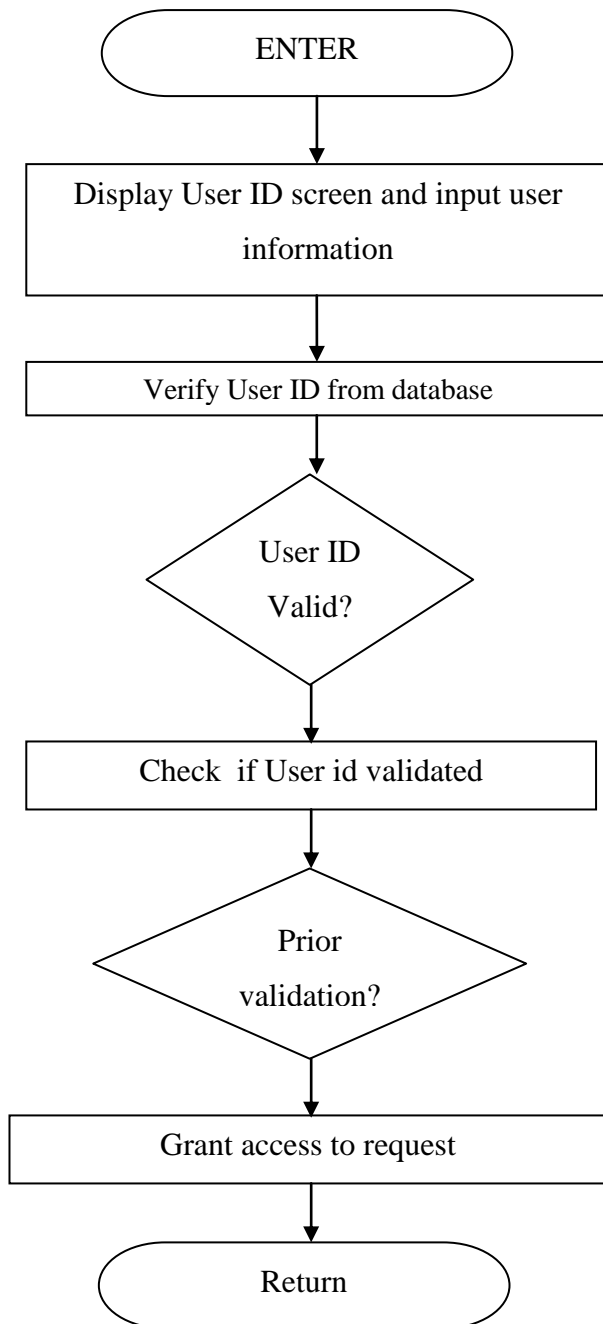 ENTER
Display User ID screen and input user
information
Verify User ID from database
User ID
Valid?
Check  if User id validated
Prior
validation?
Grant access to request
Return